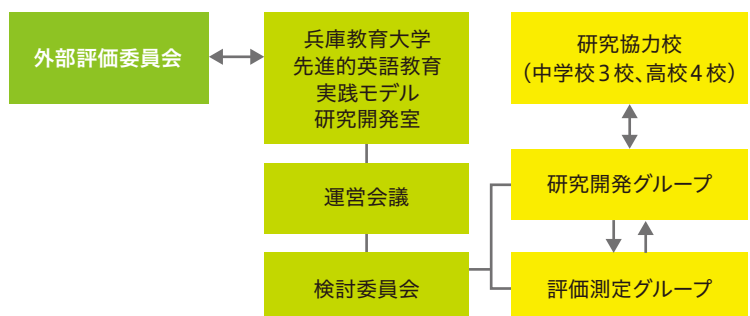 外部評価委員会
兵庫教育大学
先進的英語教育
実践モデル
研究開発室
運営会議
検討委員会
研究協力校
（中学校３校、高校４校）
研究開発グループ
評価測定グループ